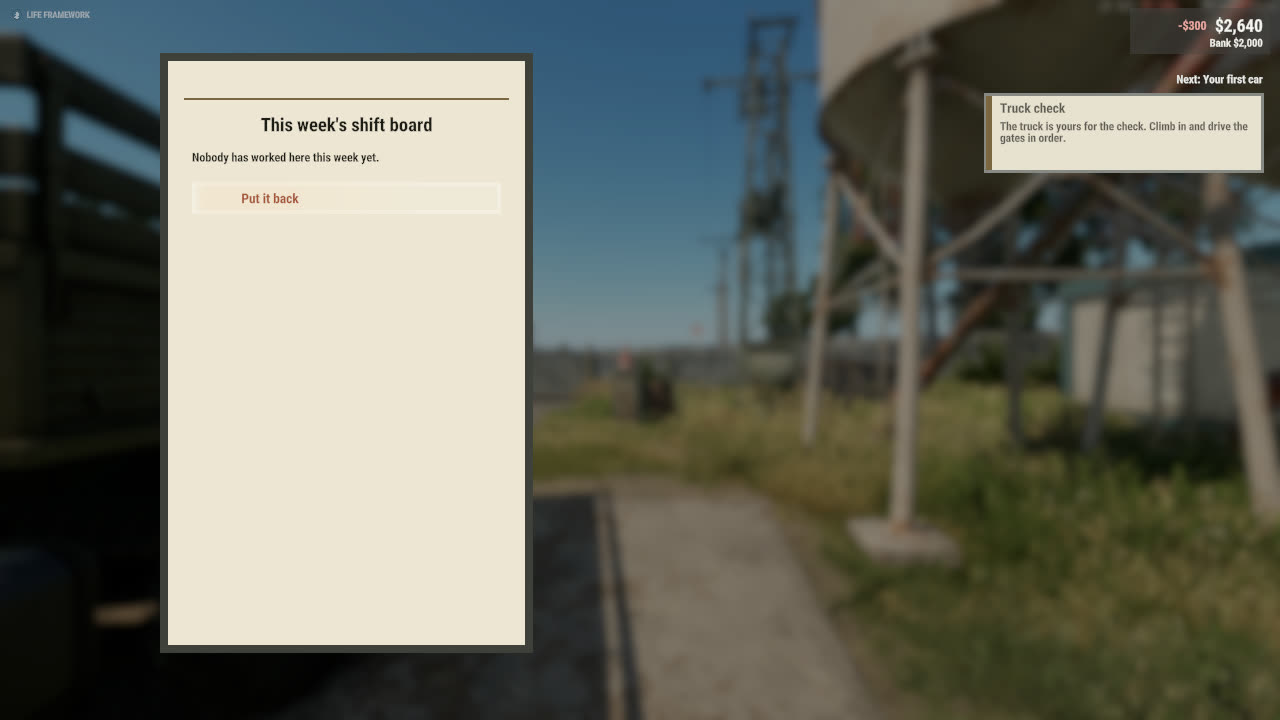 LIFE FRAMEWORK
-$300 $2,640
Bank $2,000
Next: Your first car
Truck check
The truck is yours for the check. Climb in and drive the
gates in order.
This week's shift board
Nobody has worked here this week yet.
Put it back